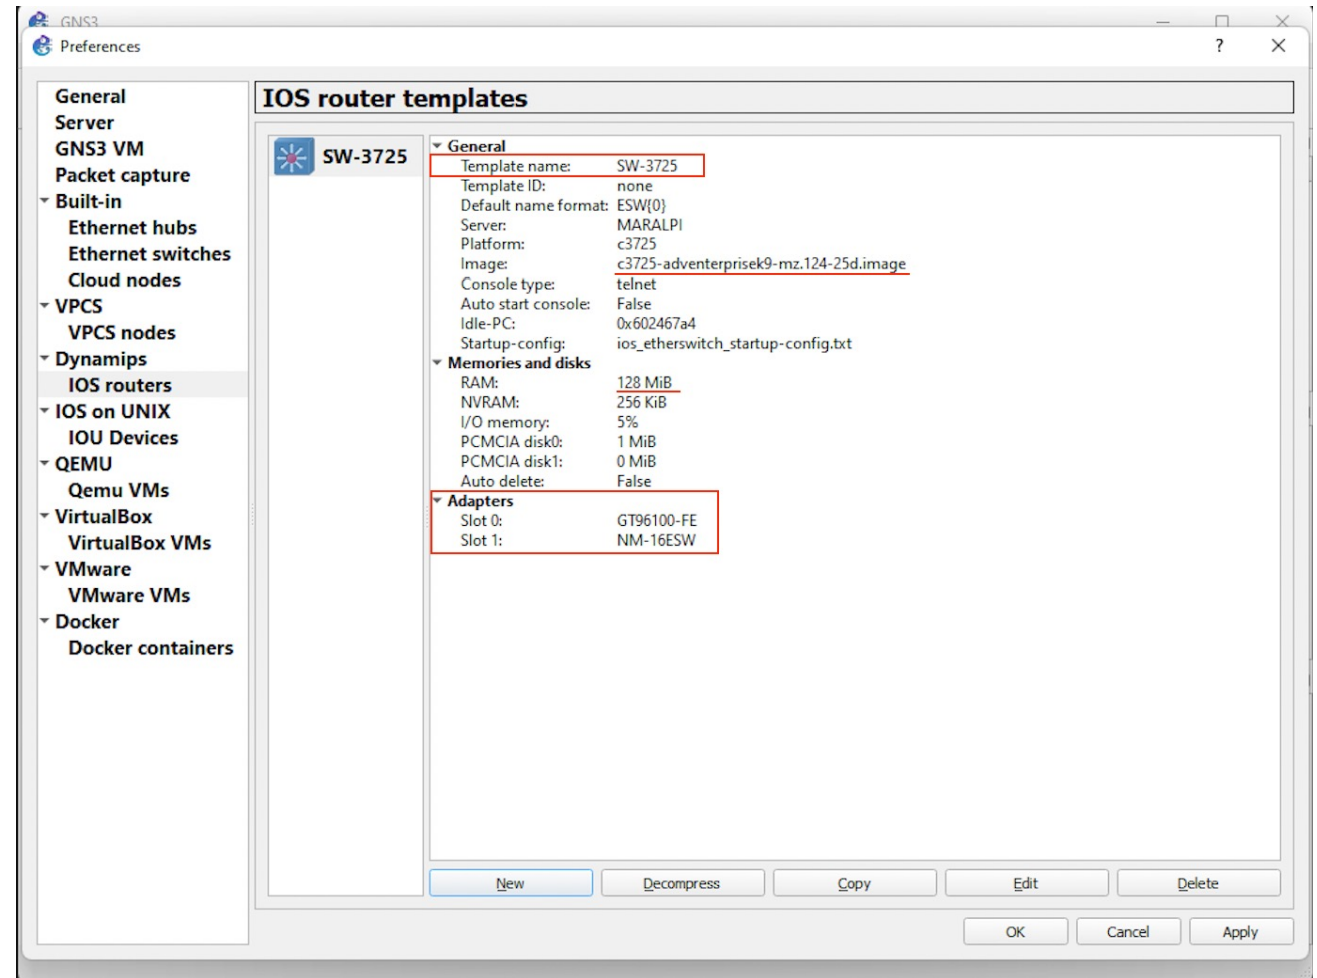 GNS3
Preferences
?
General
Server
GNS3 VM
Packet capture
Built-in
Ethernet hubs
Ethernet switches
Cloud nodes
VPCS
VPCS nodes
Dynamips
IOS routers
IOS on UNIX
IOU Devices
QEMU
Qemu VMs
VirtualBox
VirtualBox VMs
VMware
VMware VMs
Docker
Docker containers
IOS router templates
SW-3725
General
Template name: SW-3725
Template ID: none
Default name format: ESW{0}
Server: MARALPI
Platform: c3725
Image: c3725-adventerprisek9-mz.124-25d.image
Console type: telnet
Auto start console: False
Idle-PC: 0x602467a4
Startup-config: ios_etherswitch_startup-config.txt
Memories and disks
RAM: 128 MiB
NVRAM: 256 KiB
I/O memory: 5%
PCMCIA disk0: 1 MiB
PCMCIA disk1: 0 MiB
Auto delete: False
Adapters
Slot 0: GT96100-FE
Slot 1: NM-16ESW
New Decompress Copy Edit Delete
OK Cancel Apply